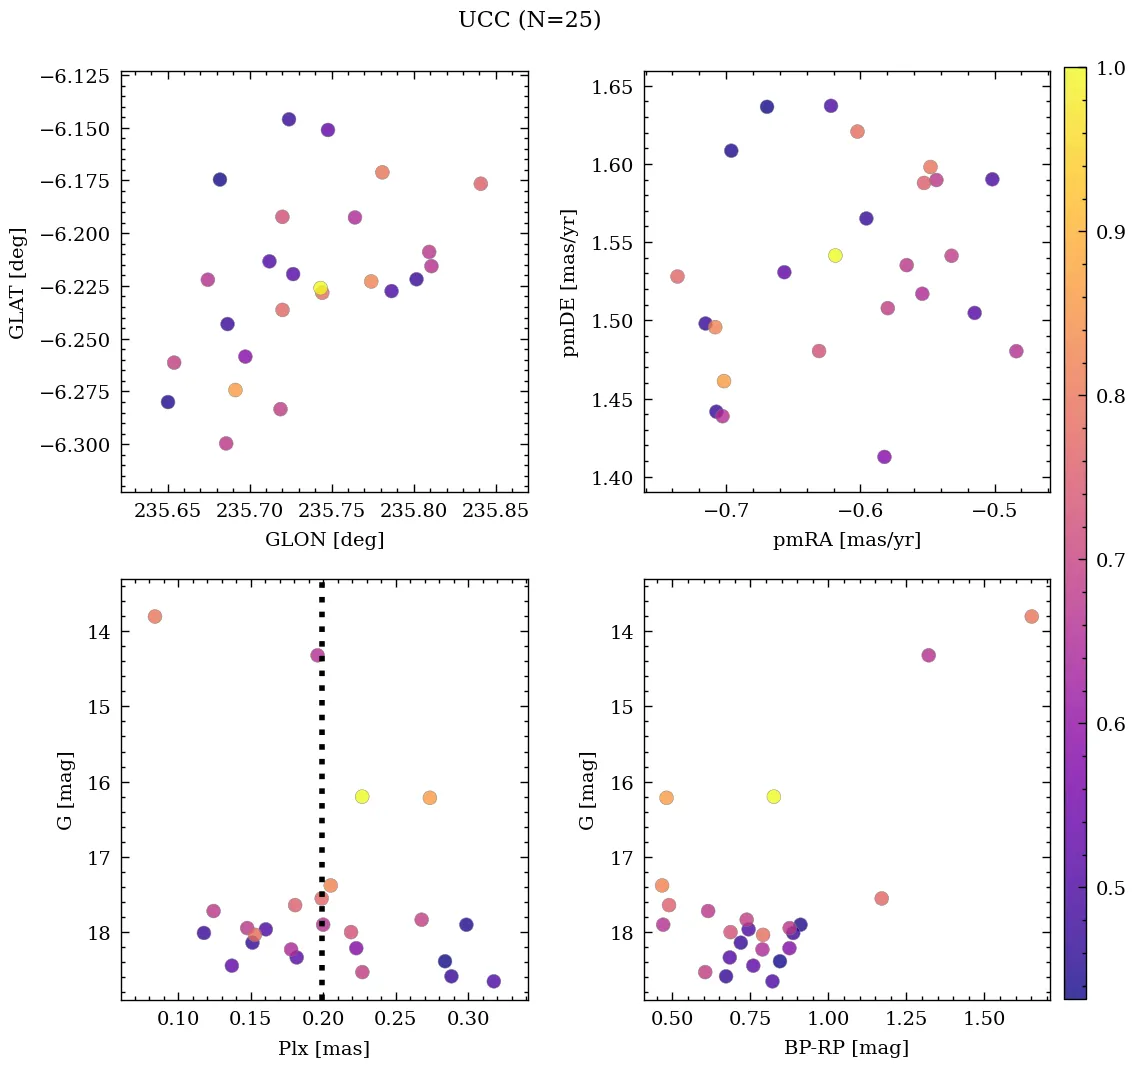 UCC (N=25)
−6.125
−6.150
−6.175
−6.200
−6.225
−6.250
−6.275
−6.300
GLAT [deg]
235.65 235.70 235.75 235.80 235.85
GLON [deg]
1.65
1.60
1.55
1.50
1.45
1.40
pmDE [mas/yr]
−0.7 −0.6 −0.5
pmRA [mas/yr]
1.0
0.9
0.8
0.7
0.6
0.5
14
15
16
17
18
G [mag]
0.10 0.15 0.20 0.25 0.30
Plx [mas]
14
15
16
17
18
G [mag]
0.50 0.75 1.00 1.25 1.50
BP-RP [mag]